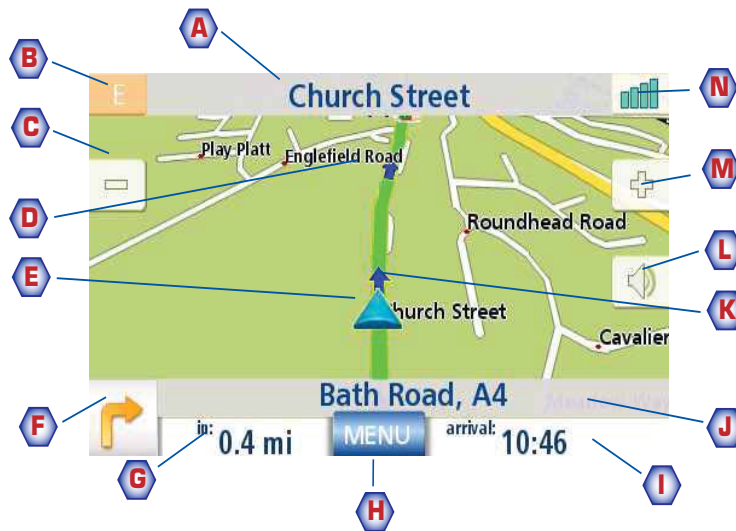 A
B
E
Church Street
N
C
Play Platt
Englefield Road
M
D
Roundhead Road
E
L
hurch Street
K
Cavalier
Bath Road, A4
F
J
in:
0.4 mi
MENU
arrival:
10:46
G
H
I